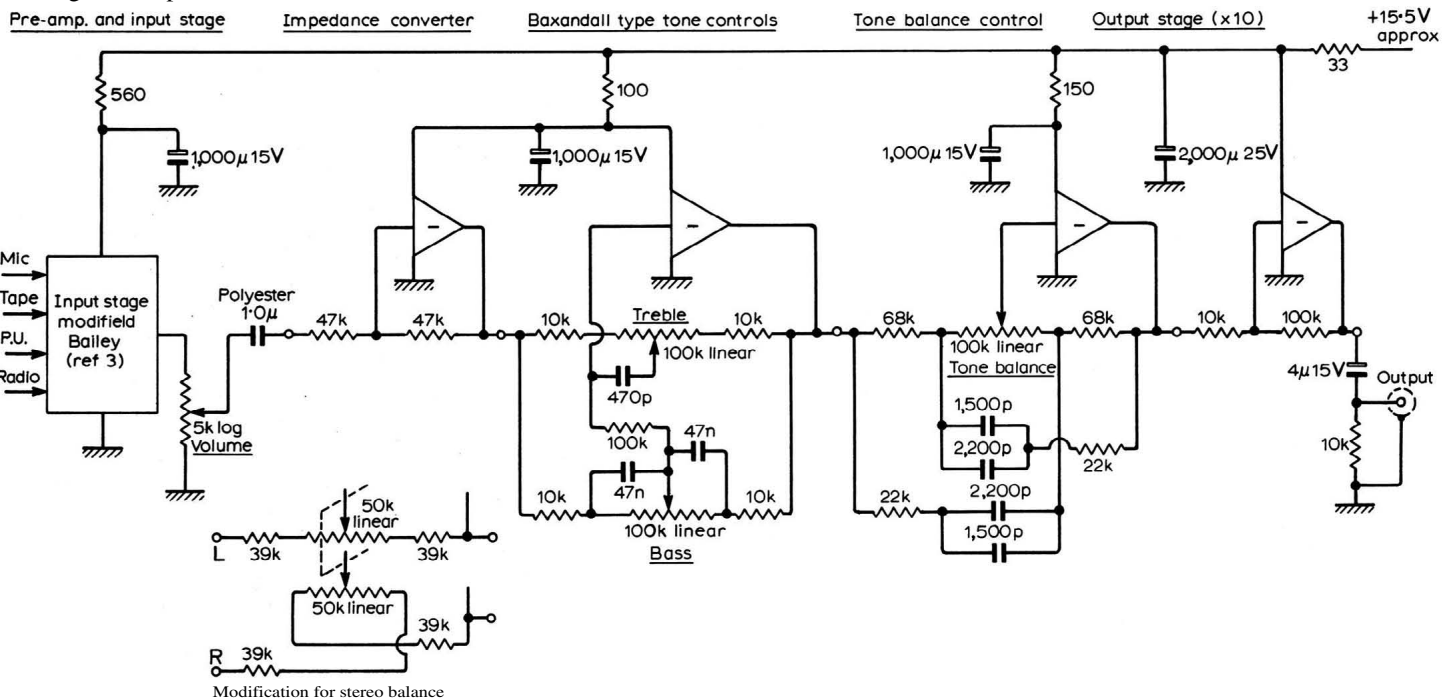 Pre-amp. and input stage
Impedance converter
Baxandall type tone controls
Tone balance control
Output stage (×10)
+15·5V
approx
33
560
100
150
1,000μ 15V
1,000μ 15V
1,000μ 15V
2,000μ 25V
-
-
-
-
Mic
Tape
P.U.
Radio
Input stage
modifield
Bailey
(ref 3)
Polyester
1·0μ
47k
47k
10k
Treble
10k
100k linear
470p
68k
68k
100k linear
Tone balance
10k
100k
4μ 15V
Output
10k
5k log
Volume
100k
47n
47n
10k
10k
100k linear
Bass
1,500p
2,200p
22k
22k
2,200p
1,500p
50k
linear
L
39k
39k
50k linear
39k
R
39k
Modification for stereo balance